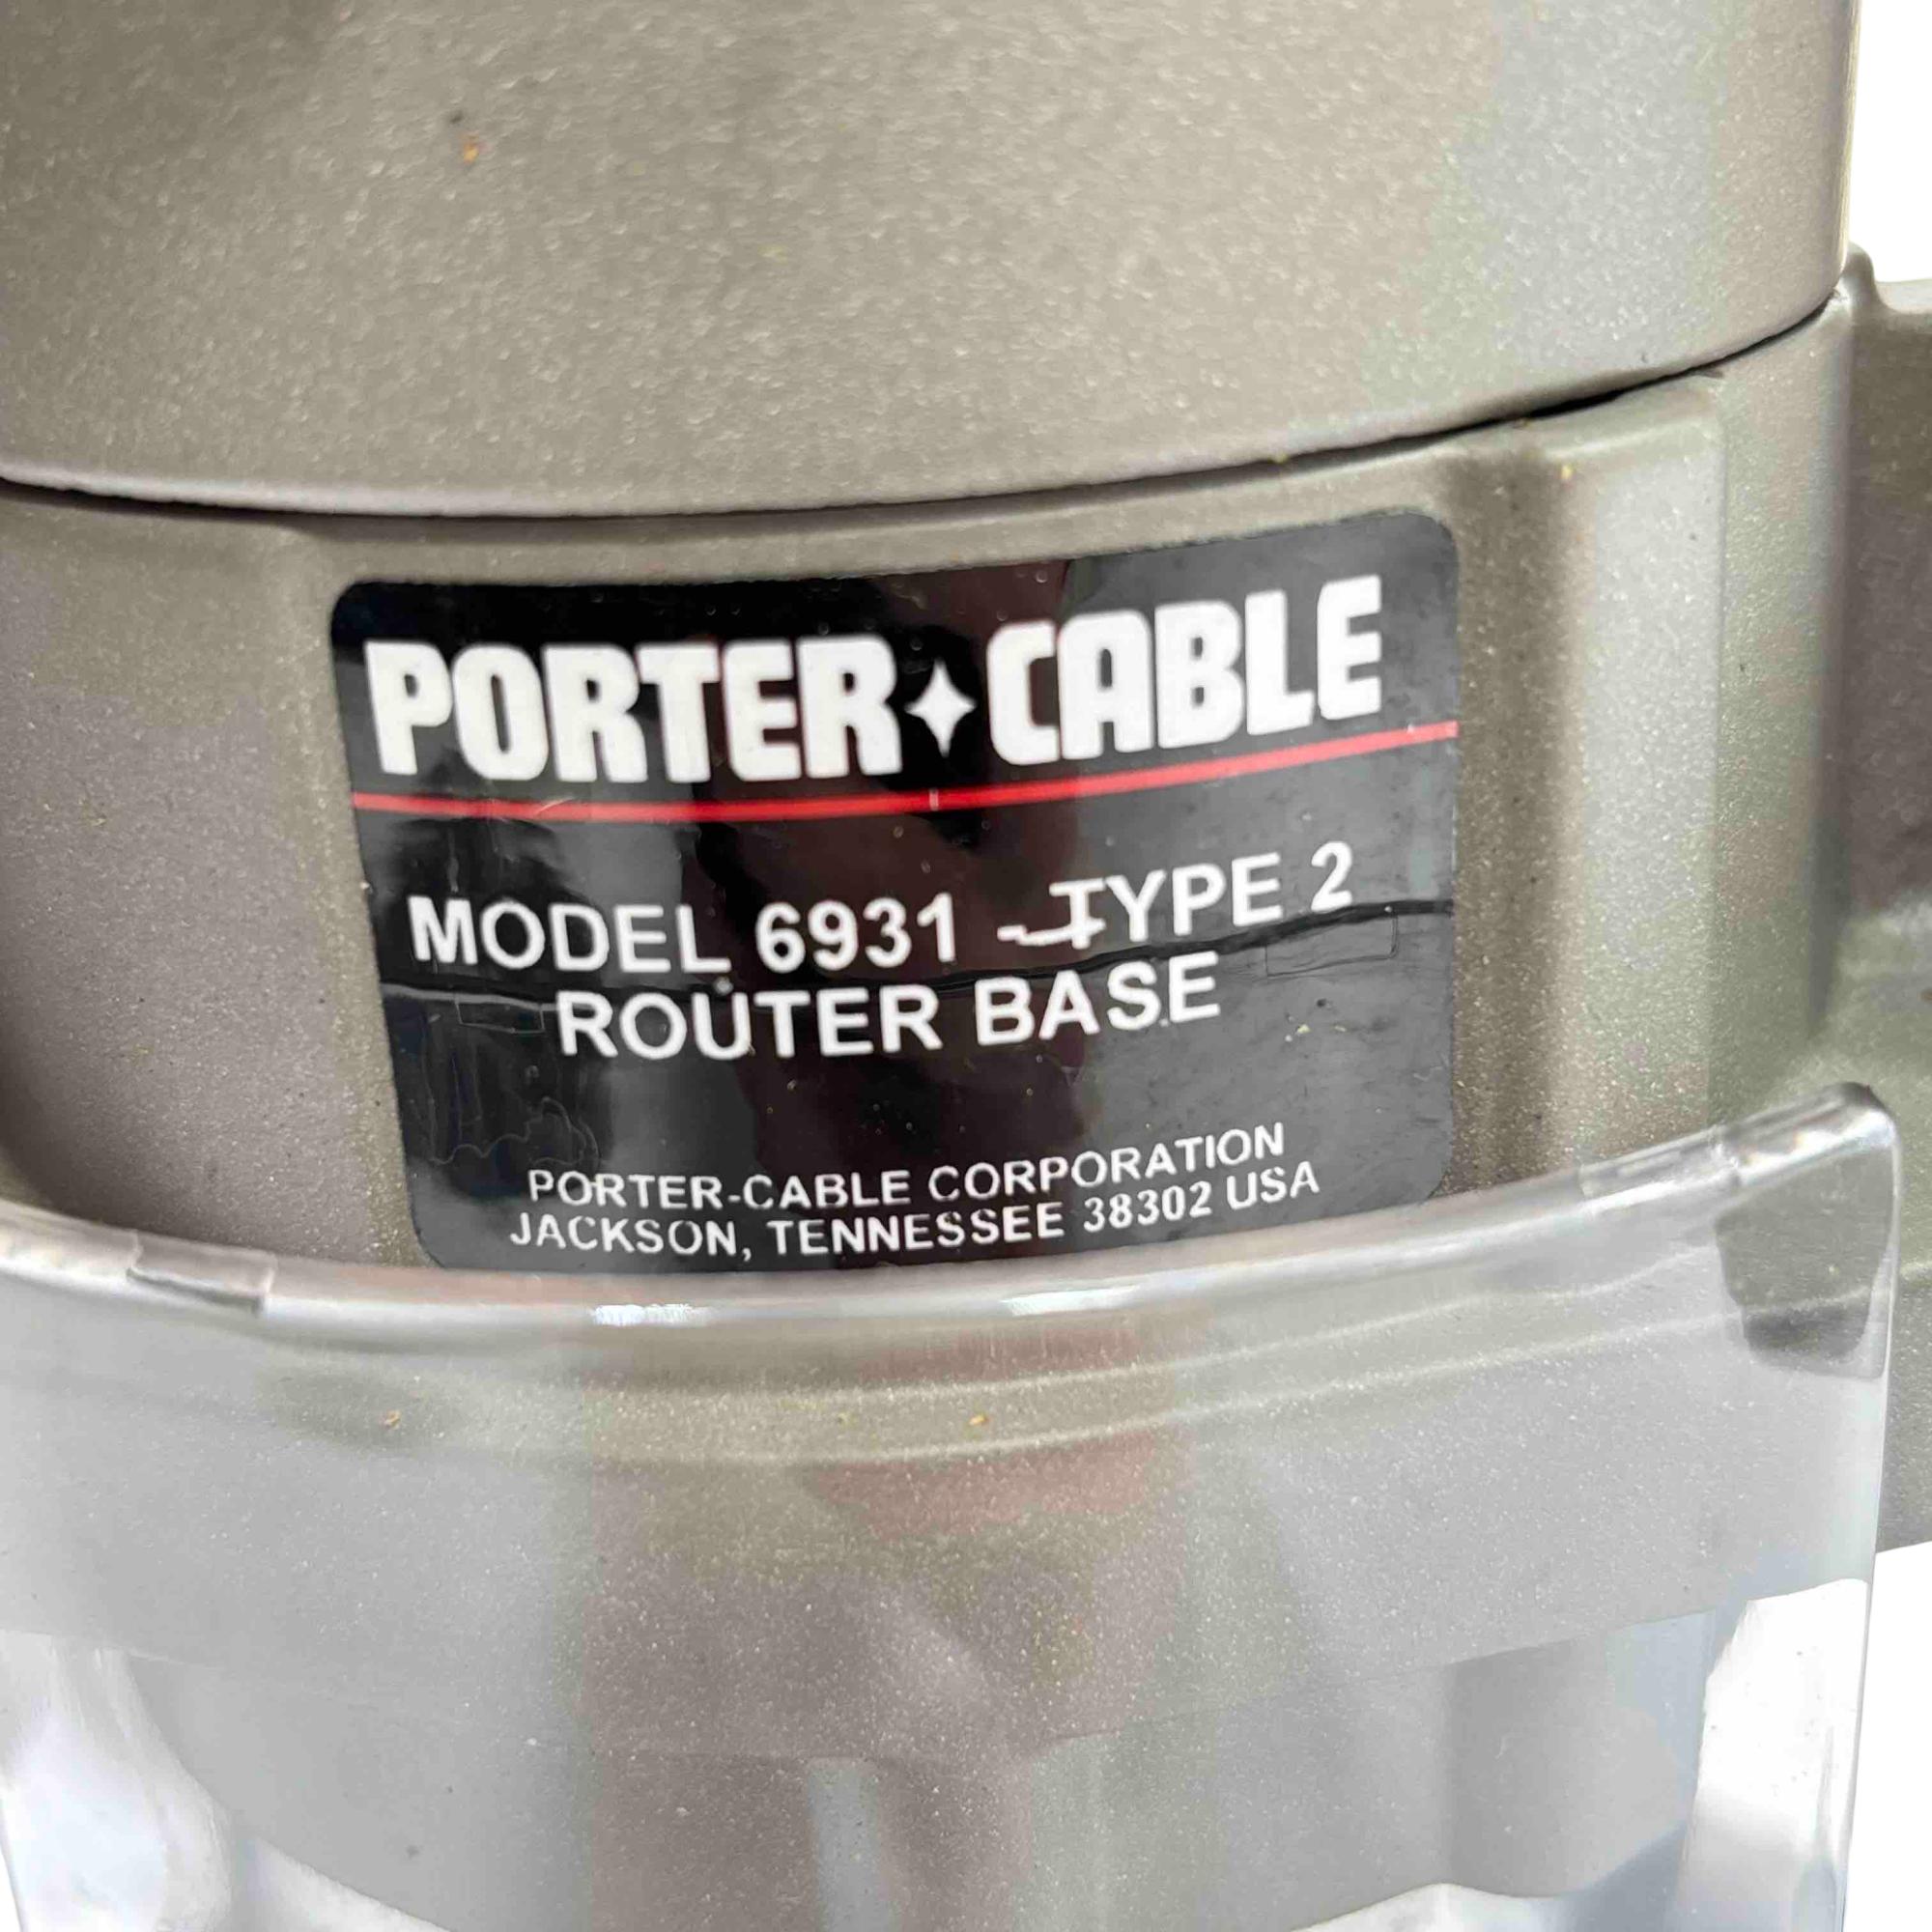 PORTER✦CABLE
MODEL 6931 - TYPE 2
ROUTER BASE
PORTER-CABLE CORPORATION
JACKSON, TENNESSEE 38302 USA